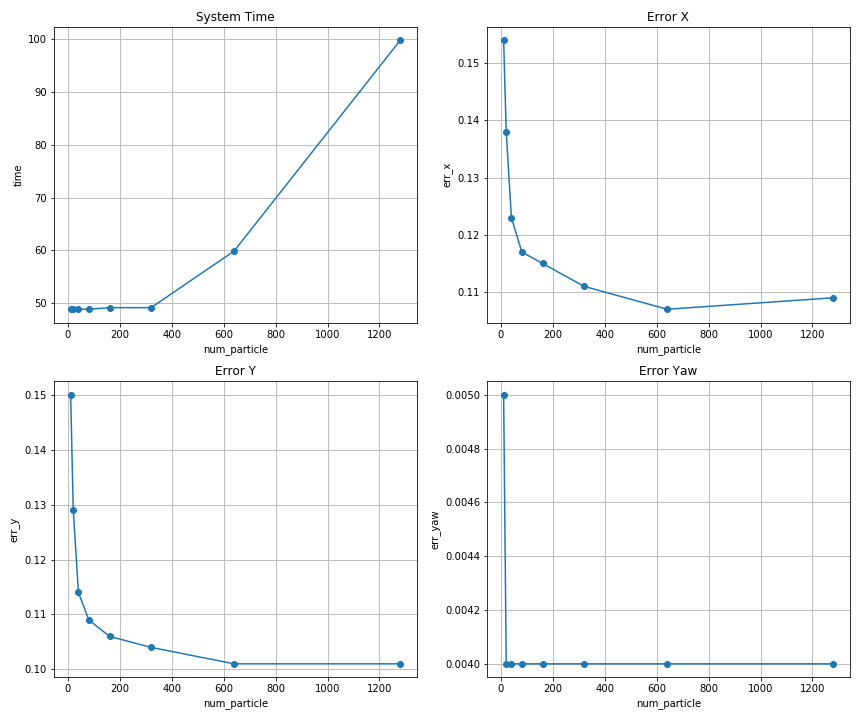 System Time
100
90
80
70
60
50
time
0 200 400 600 800 1000 1200
num_particle
Error X
0.15
0.14
0.13
0.12
0.11
err_x
0 200 400 600 800 1000 1200
num_particle
Error Y
0.15
0.14
0.13
0.12
0.11
0.10
err_y
0 200 400 600 800 1000 1200
num_particle
Error Yaw
0.0050
0.0048
0.0046
0.0044
0.0042
0.0040
err_yaw
0 200 400 600 800 1000 1200
num_particle